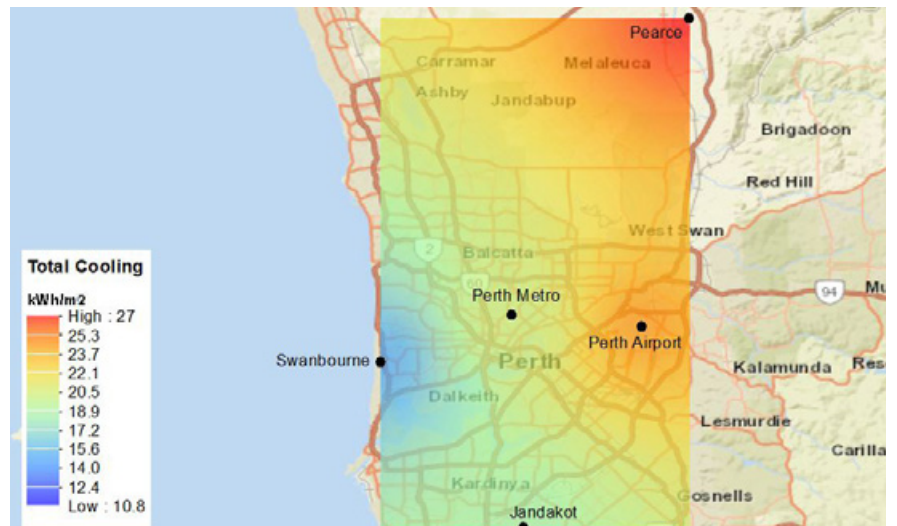 Pearce
Carramar
Melaleuca
Ashby
Jandabup
Brigadoon
Red Hill
West Swan
2
Balcatta
Total Cooling
60
kWh/m2
Perth Metro
94
Mu
High : 27
25.3
Perth Airport
23.7
Swanbourne
Perth
Kalamunda
Res
22.1
20.5
Dalkeith
18.9
Lesmurdie
17.2
Carilla
15.6
14.0
Kardinya
12.4
Gosnells
Low : 10.8
Jandakot